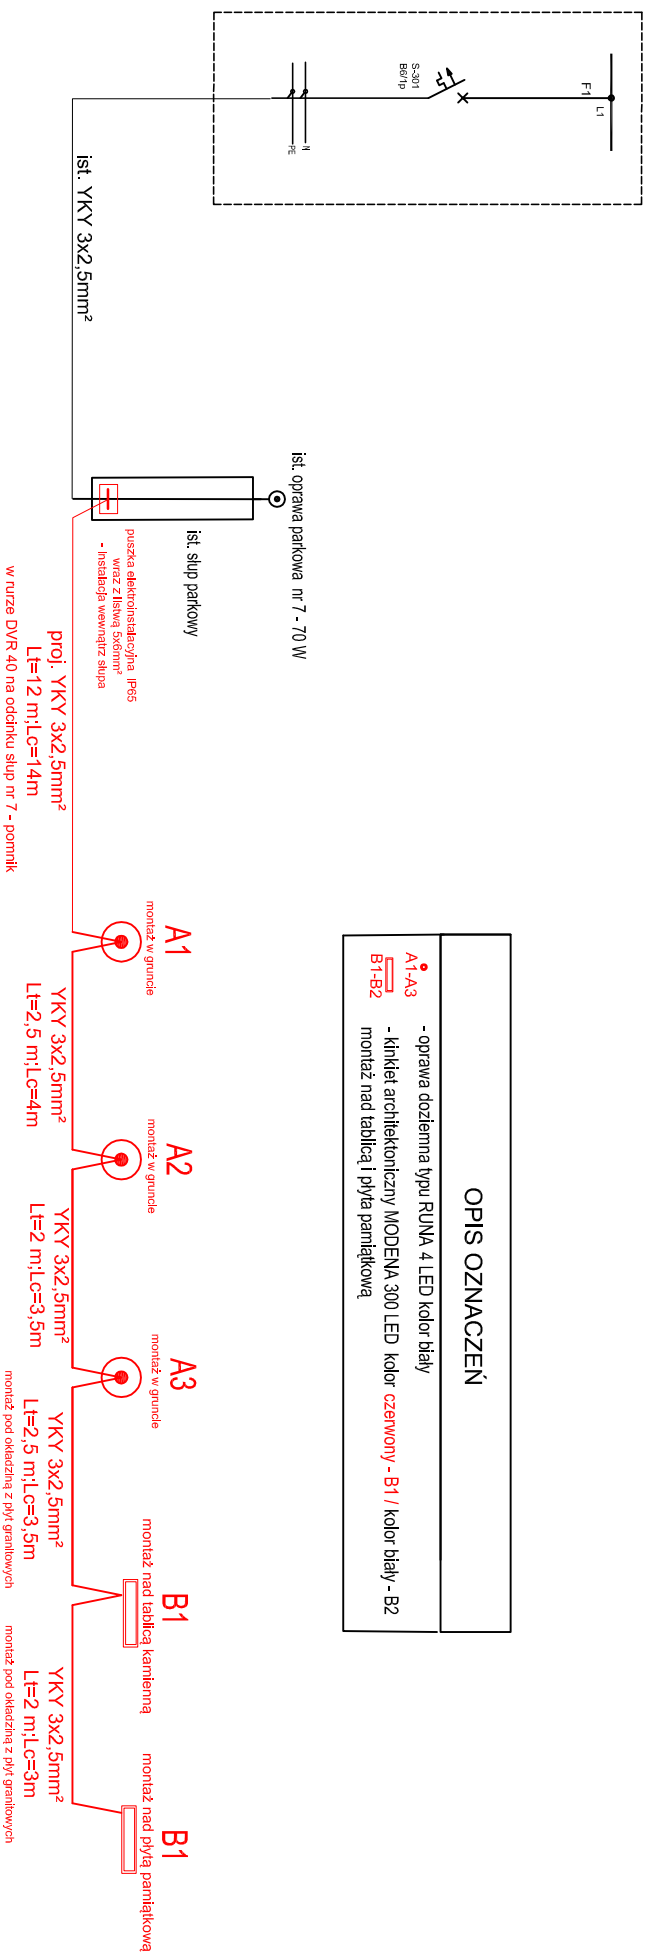 F1
L1
S-301
B6/1p
N
PE
ist. YKY 3x2,5mm²
ist. oprawa parkowa nr 7 - 70 W
ist. słup parkowy
puszka elektroinstalacyjna IP65
wraz z listwą 5x6mm²
- instalacja wewnątrz słupa
proj. YKY 3x2,5mm²
Lt=12 m;Lc=14m
w rurze DVR 40 na odcinku słup nr 7 - pomnik
A1
montaż w gruncie
YKY 3x2,5mm²
Lt=2,5 m;Lc=4m
A2
montaż w gruncie
YKY 3x2,5mm²
Lt=2 m;Lc=3,5m
A3
montaż w gruncie
YKY 3x2,5mm²
Lt=2,5 m;Lc=3,5m
montaż pod okładziną z płyt granitowych
B1
montaż nad tablicą kamienną
YKY 3x2,5mm²
Lt=2 m;Lc=3m
montaż pod okładziną z płyt granitowych
B1
montaż nad płytą pamiątkową
OPIS OZNACZEŃ
A1-A3 - oprawa doziemna typu RUNA 4 LED kolor biały
B1-B2 - kinkiet architektoniczny MODENA 300 LED kolor czerwony - B1 / kolor biały - B2
montaż nad tablicą i płyta pamiątkową